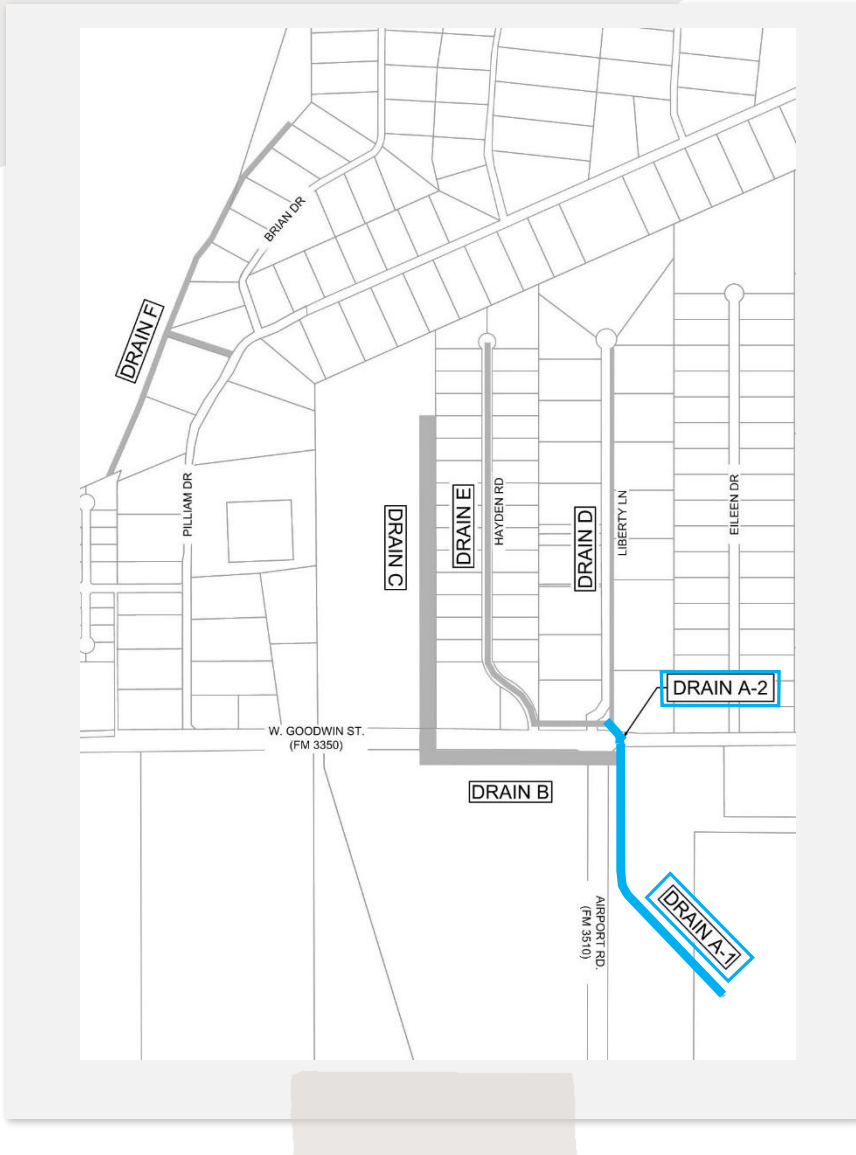 BRIAN DR
DRAIN F
PILLIAM DR
DRAIN C
DRAIN E
HAYDEN RD
DRAIN D
LIBERTY LN
EILEEN DR
DRAIN A-2
W. GOODWIN ST.
(FM 3350)
DRAIN B
DRAIN A-1
AIRPORT RD.
(FM 3510)